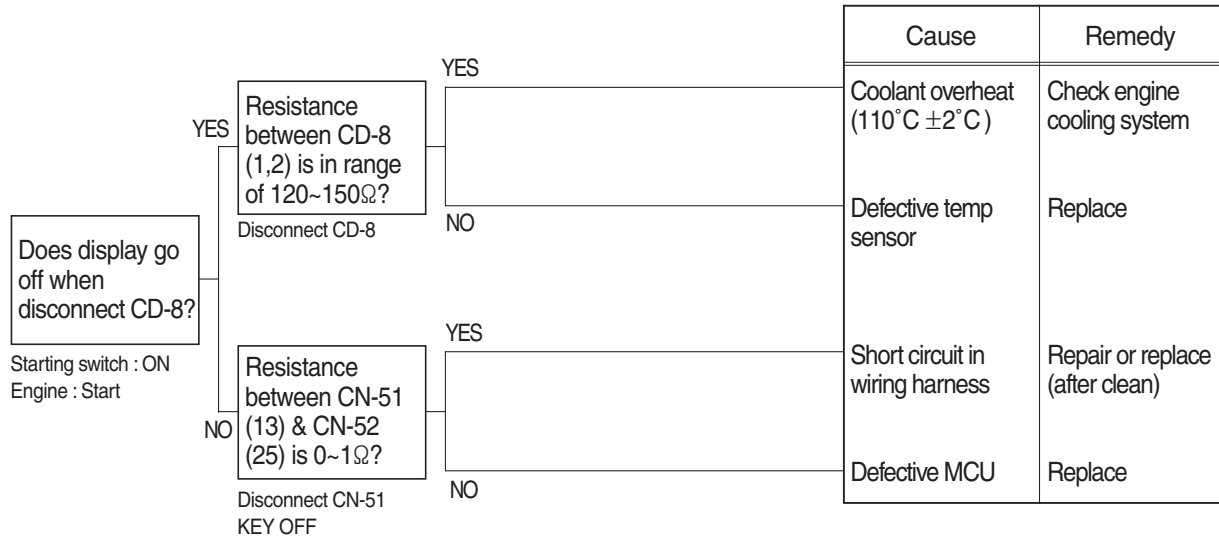 Does display go
off when
disconnect CD-8?
Starting switch : ON
Engine : Start
YES
Resistance
between CD-8
(1,2) is in range
of 120~150Ω?
Disconnect CD-8
NO
Resistance
between CN-51
(13) & CN-52
(25) is 0~1Ω?
Disconnect CN-51
KEY OFF
YES
NO
YES
NO
Cause Remedy
Coolant overheat Check engine
(110˚C ±2˚C ) cooling system
Defective temp Replace
sensor
Short circuit in Repair or replace
wiring harness (after clean)
Defective MCU Replace